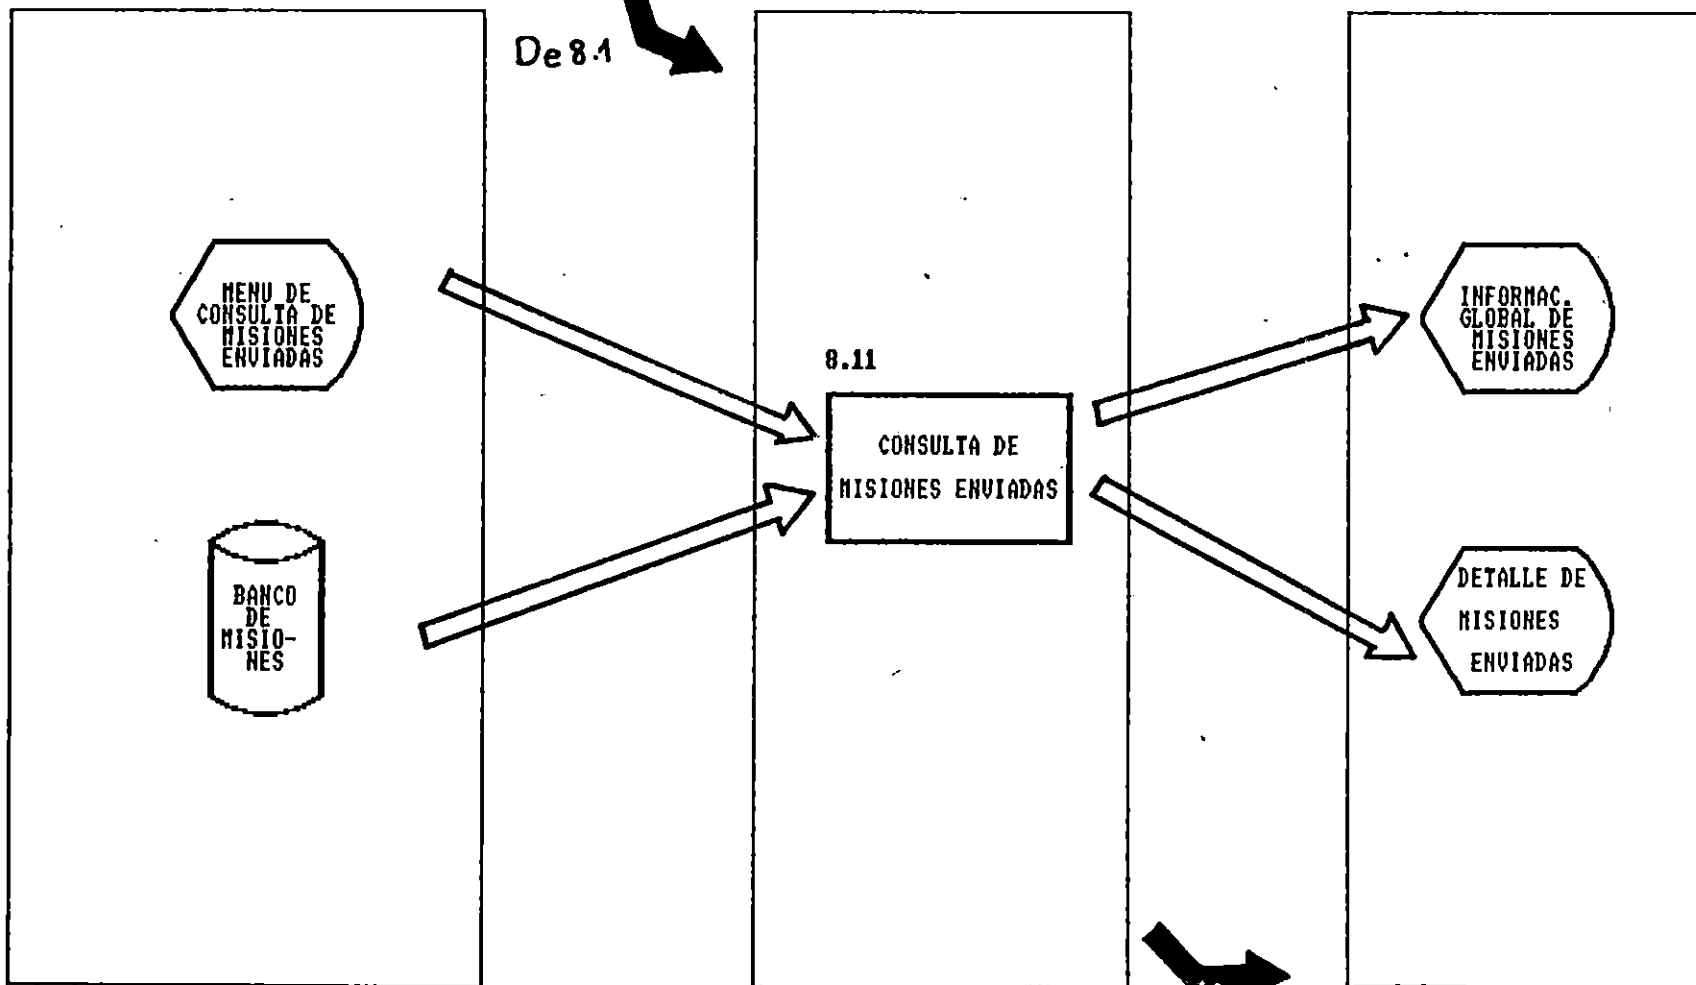 De 8.1
MENU DE
CONSULTA DE
MISIONES
ENVIADAS
BANCO
DE
MISIO-
NES
8.11
CONSULTA DE
MISIONES ENVIADAS
INFORMAC.
GLOBAL DE
MISIONES
ENVIADAS
DETALLE DE
MISIONES
ENVIADAS